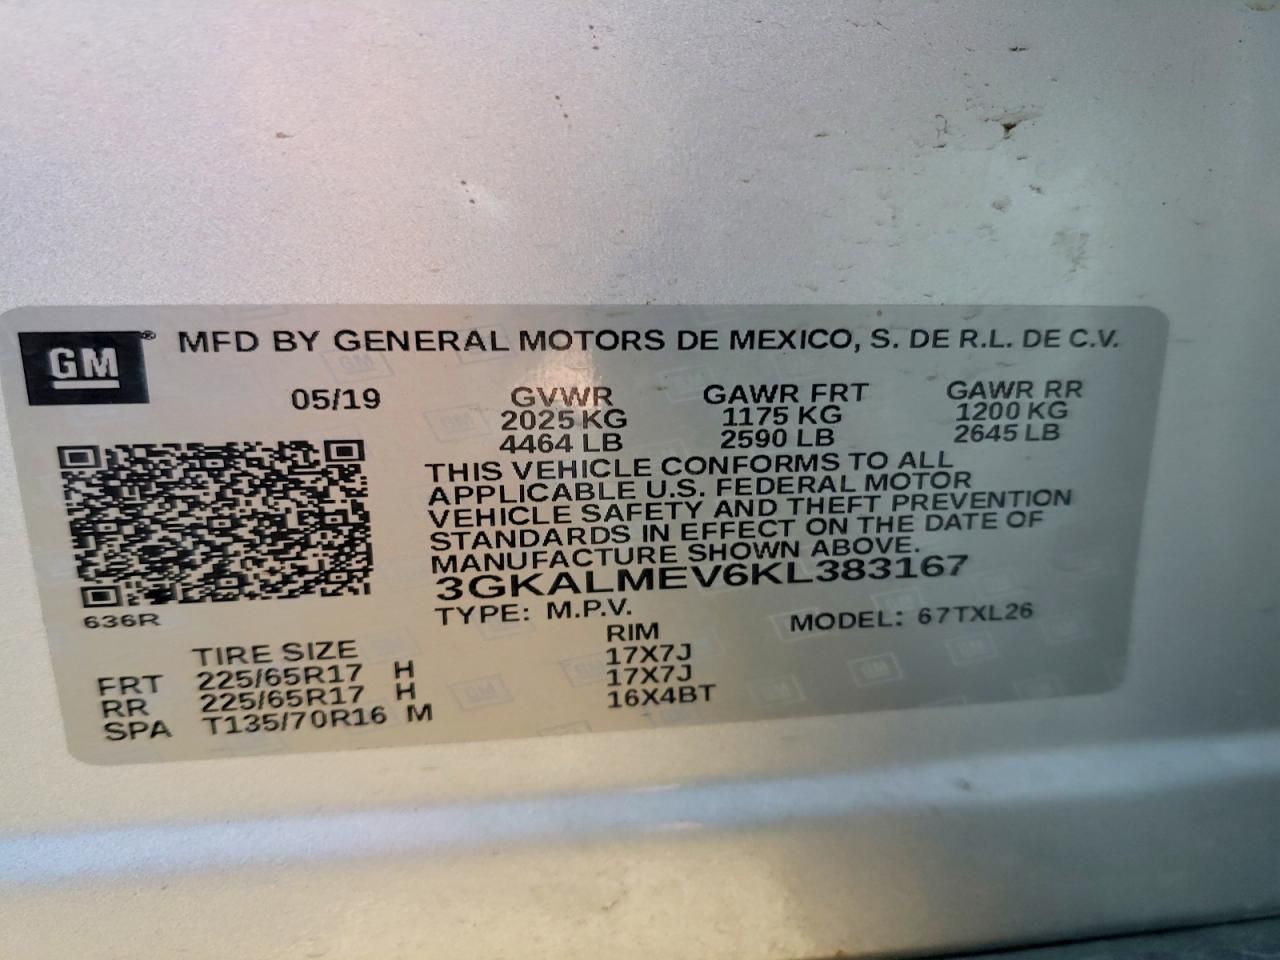 GM® MFD BY GENERAL MOTORS DE MEXICO, S. DE R.L. DE C.V.
05/19 GVWR GAWR FRT GAWR RR
2025 KG 1175 KG 1200 KG
4464 LB 2590 LB 2645 LB
THIS VEHICLE CONFORMS TO ALL
APPLICABLE U.S. FEDERAL MOTOR
VEHICLE SAFETY AND THEFT PREVENTION
STANDARDS IN EFFECT ON THE DATE OF
MANUFACTURE SHOWN ABOVE.
3GKALMEV6KL383167
636R TYPE: M.P.V. MODEL: 67TXL26
TIRE SIZE RIM
FRT 225/65R17 H 17X7J
RR 225/65R17 H 17X7J
SPA T135/70R16 M 16X4BT